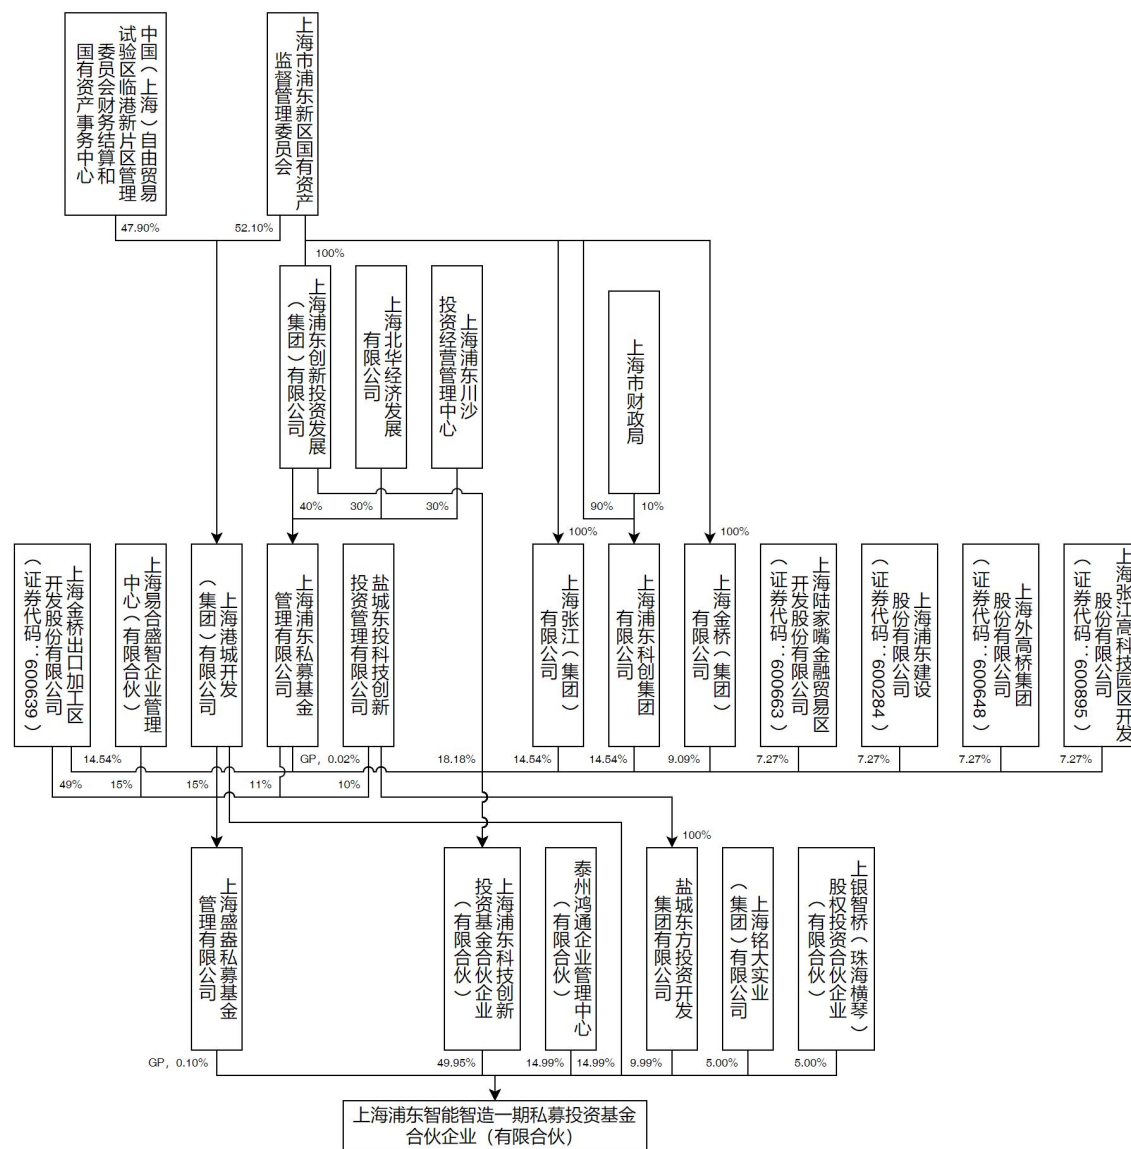 中国（上海）自由贸易
试验区临港新片区管理
委员会财务结算和
国有资产事务中心
上海市浦东新区国有资产
监督管理委员会
47.90%
52.10%
100%
上海浦东创新投资发展
（集团）有限公司
上海北华经济发展
有限公司
上海浦东川沙
投资经营管理中心
上海市财政局
40%
30%
30%
90%
10%
100%
100%
上海金桥出口加工区
开发股份有限公司
（证券代码：600639）
上海易合盛智企业管理
中心（有限合伙）
上海港城开发
（集团）有限公司
上海浦东私募基金
管理有限公司
盐城东投科技创新
投资管理有限公司
上海张江（集团）
有限公司
上海浦东科创集团
有限公司
上海金桥（集团）
有限公司
上海陆家嘴金融贸易区
开发股份有限公司
（证券代码：600663）
上海浦东建设
股份有限公司
（证券代码：600284）
上海外高桥集团
股份有限公司
（证券代码：600648）
上海张江高科技园区开发
股份有限公司
（证券代码：600895）
14.54%
GP，0.02%
18.18%
14.54%
14.54%
9.09%
7.27%
7.27%
7.27%
7.27%
49%
15%
15%
11%
10%
100%
上海盛盎私募基金
管理有限公司
上海浦东科技创新
投资基金合伙企业
（有限合伙）
泰州鸿通企业管理中心
（有限合伙）
盐城东方投资开发
集团有限公司
上海铭大实业
（集团）有限公司
上银智桥（珠海横琴）
股权投资合伙企业
（有限合伙）
GP，0.10%
49.95%
14.99%
14.99%
9.99%
5.00%
5.00%
上海浦东智能智造一期私募投资基金
合伙企业（有限合伙）